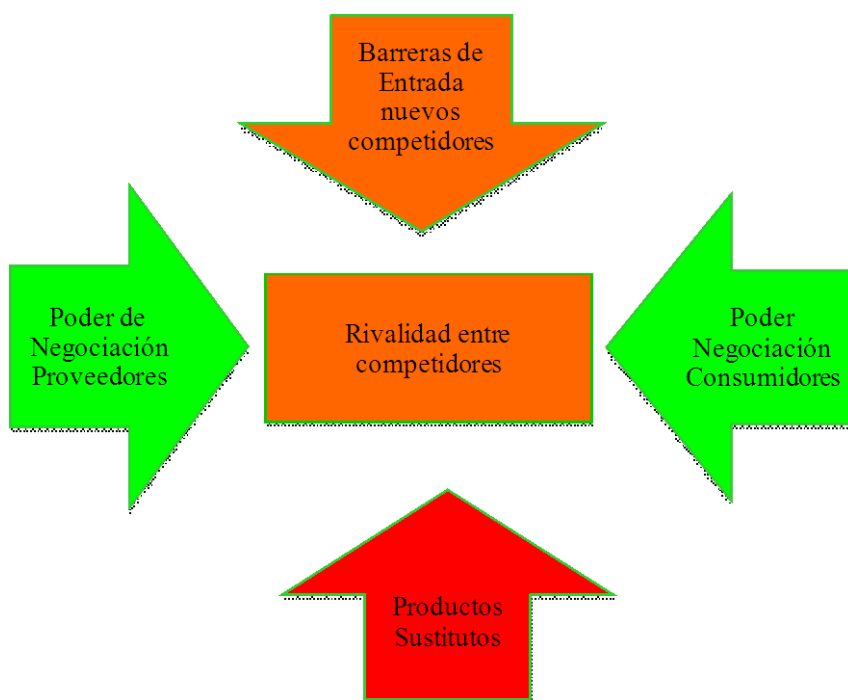 Barreras de
Entrada
nuevos
competidores
Poder de
Negociación
Proveedores
Rivalidad entre
competidores
Poder
Negociación
Consumidores
Productos
Sustitutos